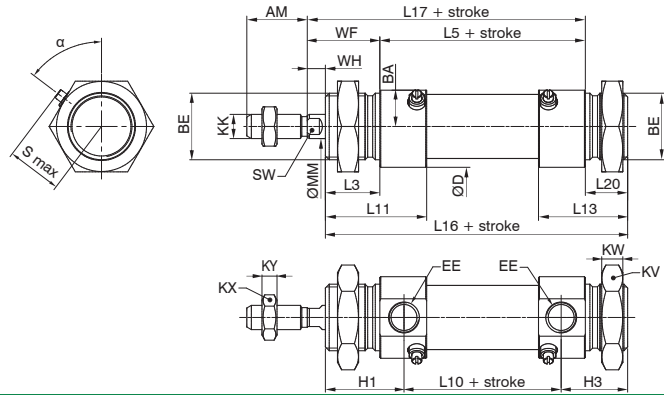 AM
L17 + stroke
α
WF
L5 + stroke
WH
BA
BE
KK
BE
S max
SW
ØMM
L3
ØD
L20
L11
L13
L16 + stroke
KY
EE
EE
KW
KX
KV
H1
L10 + stroke
H3